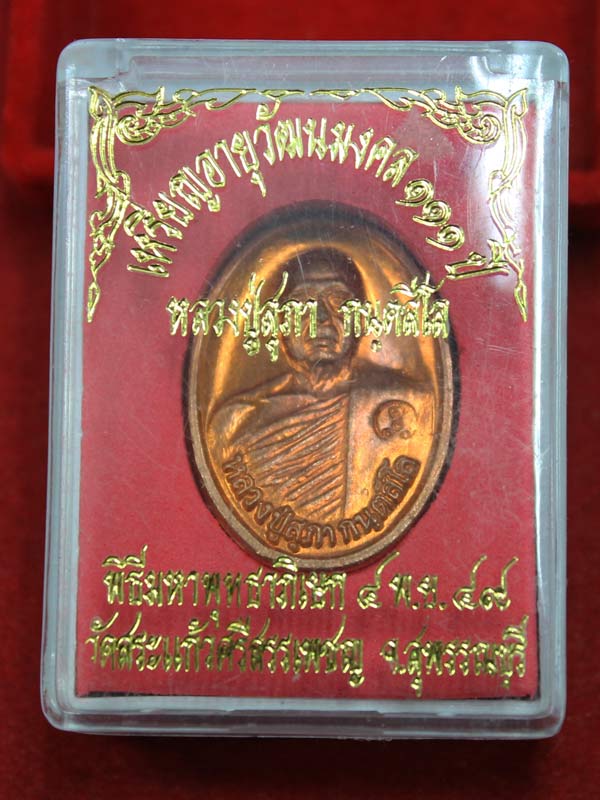 เหรียญอายุวัฒนมงคล ๑๑๑ ปี
หลวงปู่สุภา กนฺตสีโล
หลวงปู่สุภา กนฺตสีโล
พิธีมหาพุทธาภิเษก ๔ พ.ย. ๔๗
วัดสระแก้วศรีสรรเพชญ จ.สุพรรณบุรี